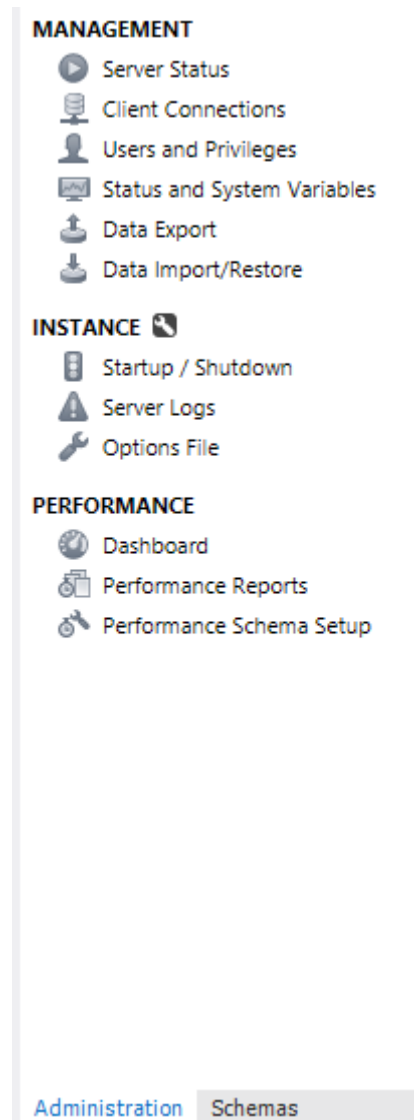 MANAGEMENT
Server Status
Client Connections
Users and Privileges
Status and System Variables
Data Export
Data Import/Restore
INSTANCE
Startup / Shutdown
Server Logs
Options File
PERFORMANCE
Dashboard
Performance Reports
Performance Schema Setup
Administration Schemas